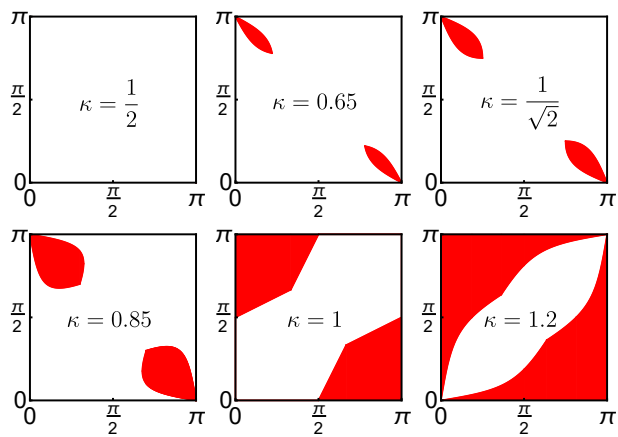 π π π
π/2 κ = 1/2 π/2 κ = 0.65 π/2 κ = 1/√2
0 0 0
0 π/2 π 0 π/2 π 0 π/2 π
π π π
π/2 κ = 0.85 π/2 κ = 1 π/2 κ = 1.2
0 0 0
0 π/2 π 0 π/2 π 0 π/2 π